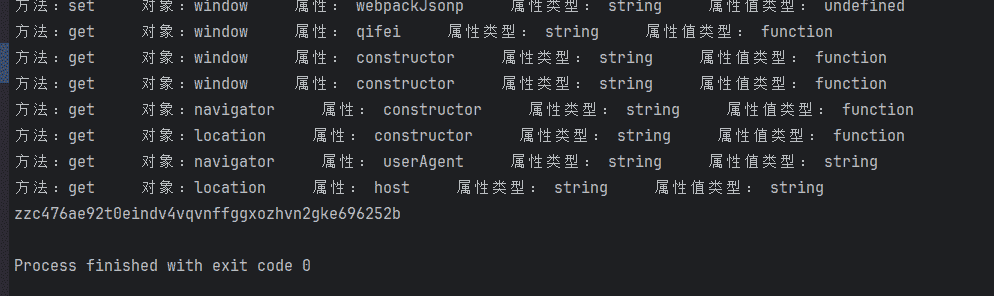 方法：set 对象：window 属性： webpackJsonp 属性类型： string 属性值类型： undefined
方法：get 对象：window 属性： qifei 属性类型： string 属性值类型： function
方法：get 对象：window 属性： constructor 属性类型： string 属性值类型： function
方法：get 对象：window 属性： constructor 属性类型： string 属性值类型： function
方法：get 对象：navigator 属性： constructor 属性类型： string 属性值类型： function
方法：get 对象：location 属性： constructor 属性类型： string 属性值类型： function
方法：get 对象：navigator 属性： userAgent 属性类型： string 属性值类型： string
方法：get 对象：location 属性： host 属性类型： string 属性值类型： string
zzc476ae92t0eindv4vqvnffggxozhvn2gke696252b
Process finished with exit code 0